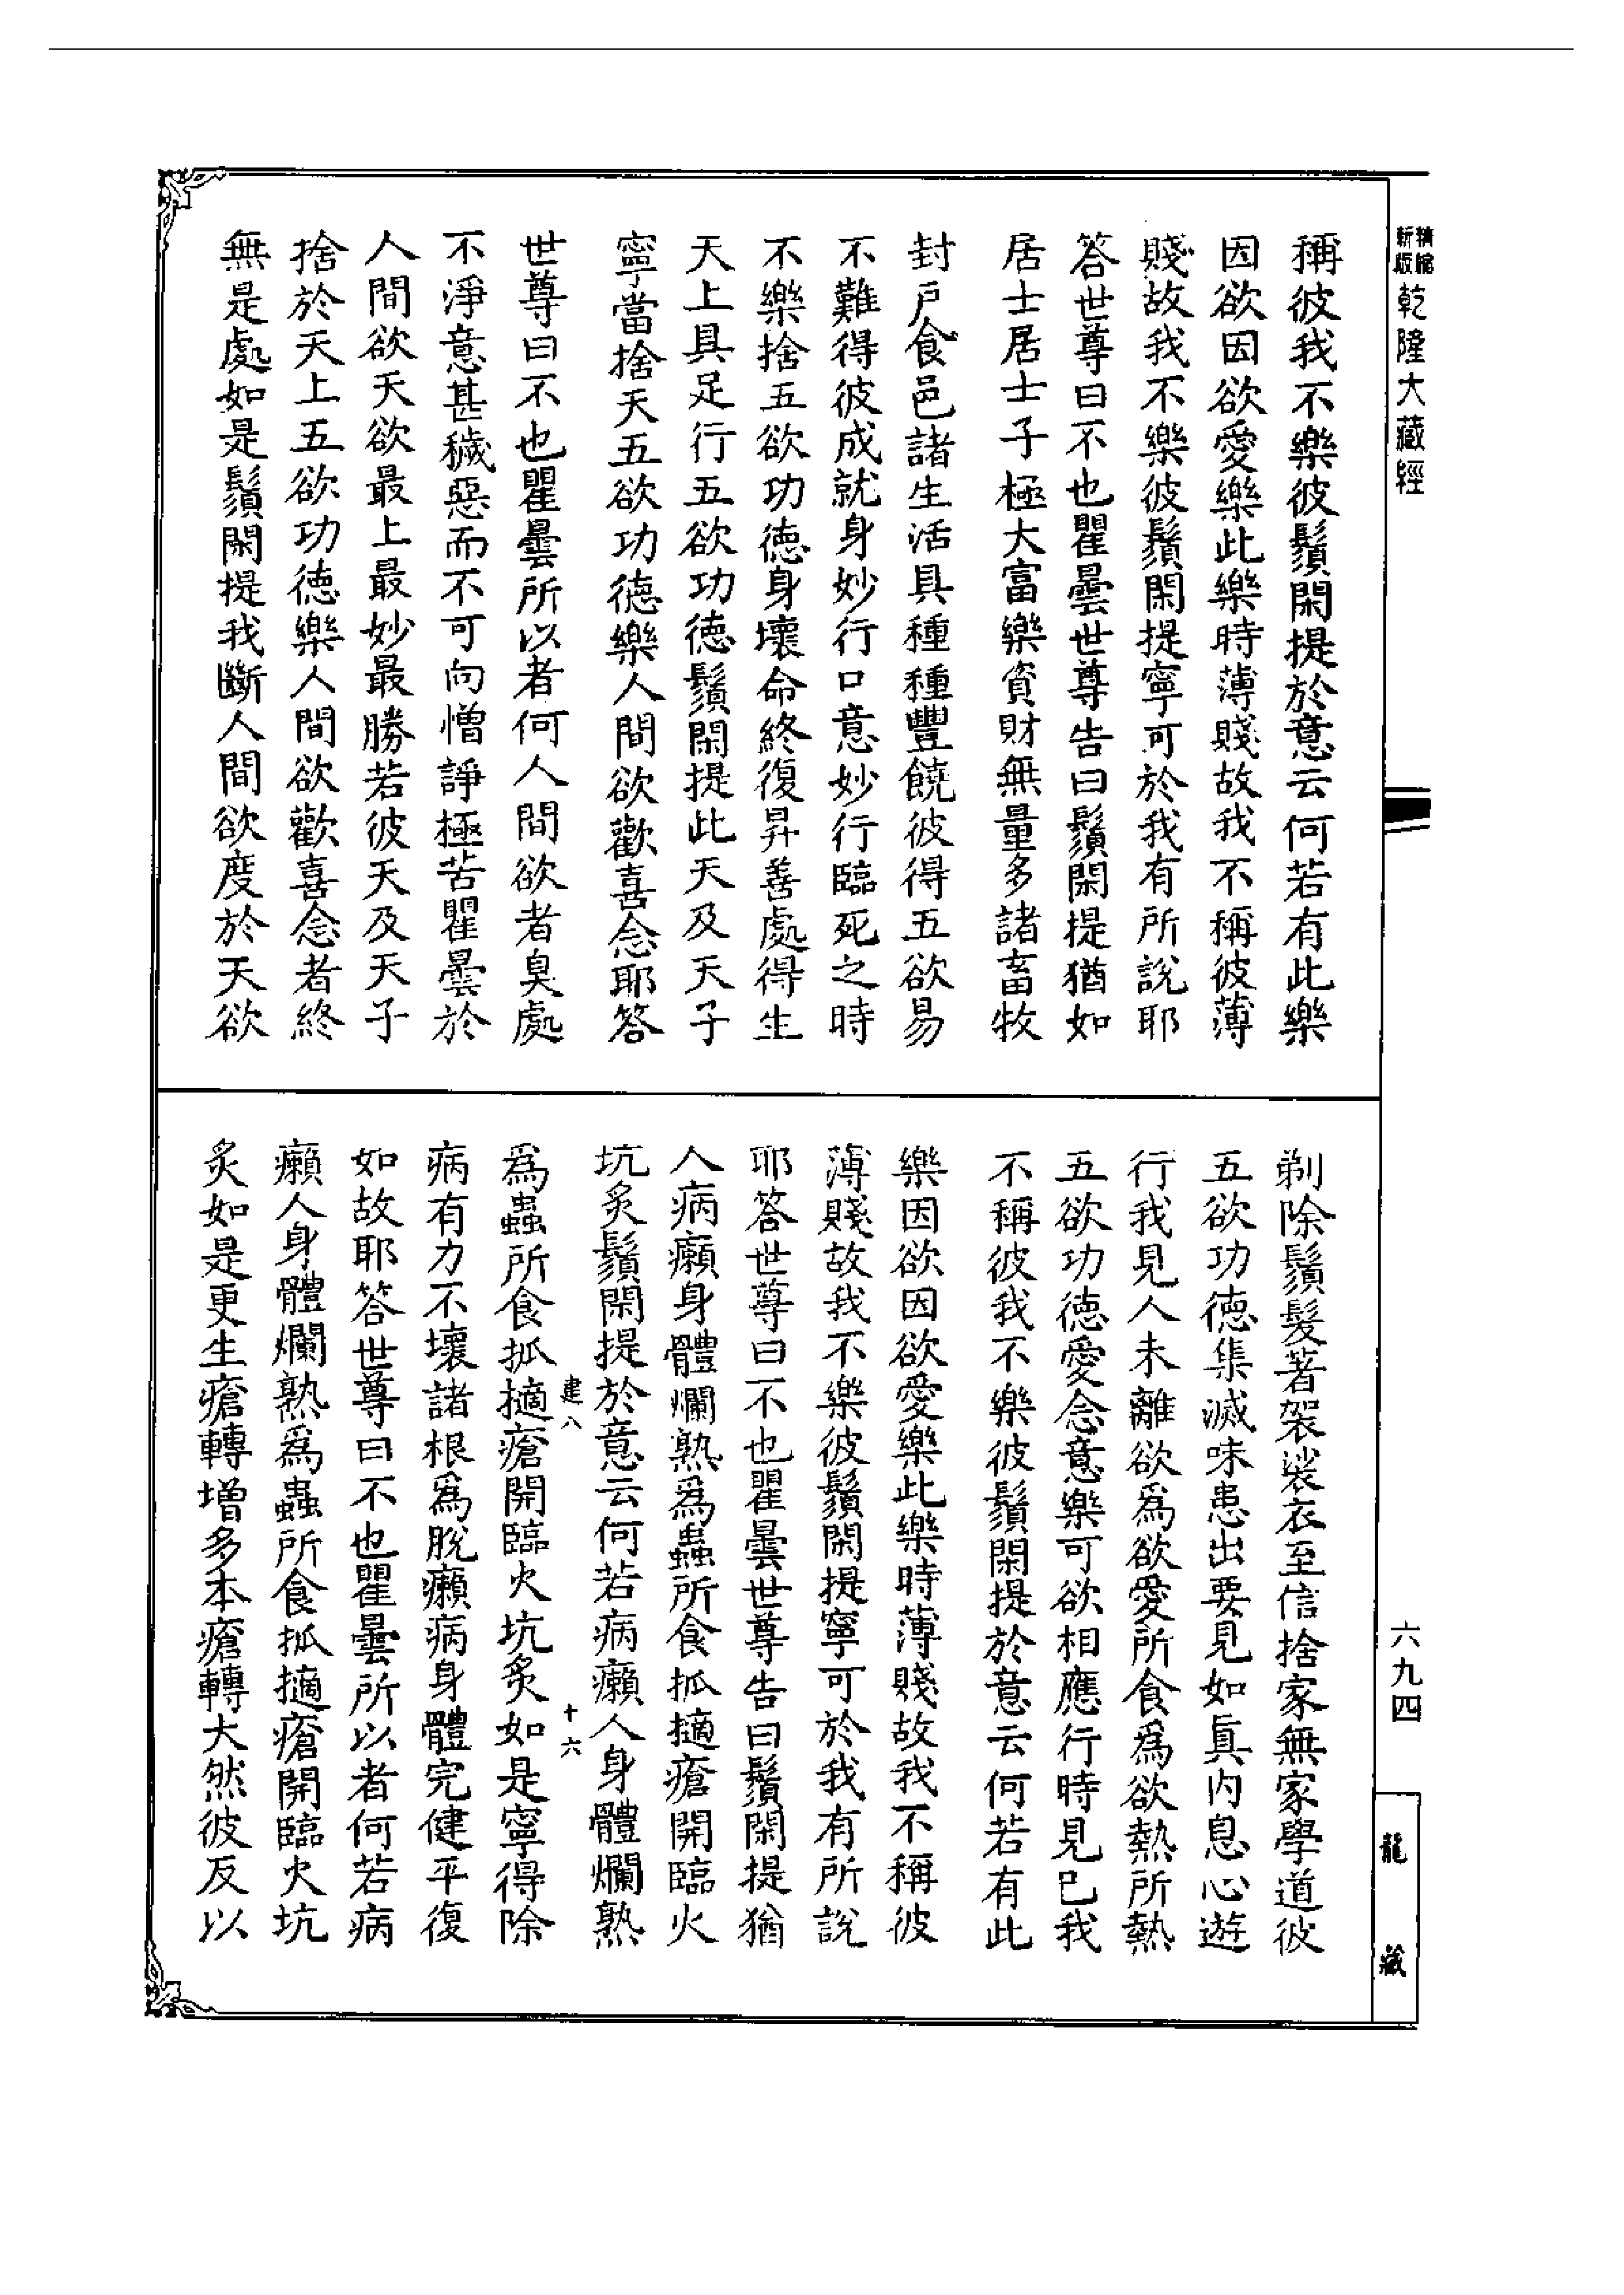 精縮
新版
乾隆大藏經
稱彼我不樂彼鬚閑提於意云何若有此樂
因欲因欲愛樂此樂時薄賤故我不稱彼薄
賤故我不樂彼鬚閑提寧可於我有所說耶
答世尊曰不也瞿曇世尊告曰鬚閑提猶如
居士居士子極大富樂資財無量多諸畜牧
封戶食邑諸生活具種種豐饒彼得五欲易
不難得彼成就身妙行口意妙行臨死之時
不樂捨五欲功德身壞命終復昇善處得生
天上具足行五欲功德鬚閑提此天及天子
寧當捨天五欲功德樂人間欲歡喜念耶答
世尊曰不也瞿曇所以者何人間欲者臭處
不淨意甚穢惡而不可向憎諍極苦瞿曇於
人間欲天欲最上最妙最勝若彼天及天子
捨於天上五欲功德樂人間欲歡喜念者終
無是處如是鬚閑提我斷人間欲度於天欲
剃除鬚髮著袈裟衣至信捨家無家學道彼
五欲功德集滅味患出要見如真內息心遊
行我見人未離欲爲欲愛所食爲欲熱所熱
五欲功德愛念意樂可欲相應行時見已我
不稱彼我不樂彼鬚閑提於意云何若有此
樂因欲因欲愛樂此樂時薄賤故我不稱彼
薄賤故我不樂彼鬚閑提寧可於我有所說
耶答世尊曰不也瞿曇世尊告曰鬚閑提猶
人病癩身體爛熟爲蟲所食抓擿瘡開臨火
坑炙鬚閑提於意云何若病癩人身體爛熟
建八
十六
爲蟲所食抓擿瘡開臨火坑炙如是寧得除
病有力不壞諸根爲脫癩病身體完健平復
如故耶答世尊曰不也瞿曇所以者何若病
癩人身體爛熟爲蟲所食抓擿瘡開臨火坑
炙如是更生瘡轉增多本瘡轉大然彼反以
六九四
龍藏